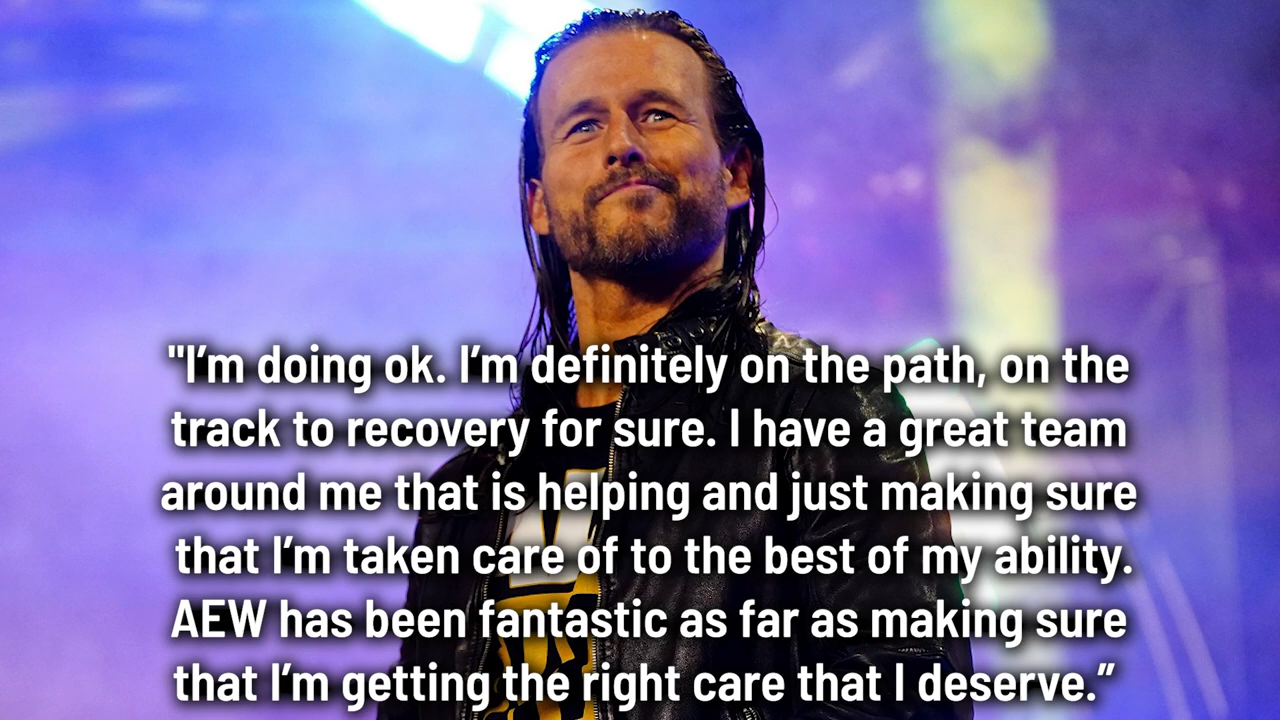 "I’m doing ok. I’m definitely on the path, on the
track to recovery for sure. I have a great team
around me that is helping and just making sure
that I’m taken care of to the best of my ability.
AEW has been fantastic as far as making sure
that I’m getting the right care that I deserve.”